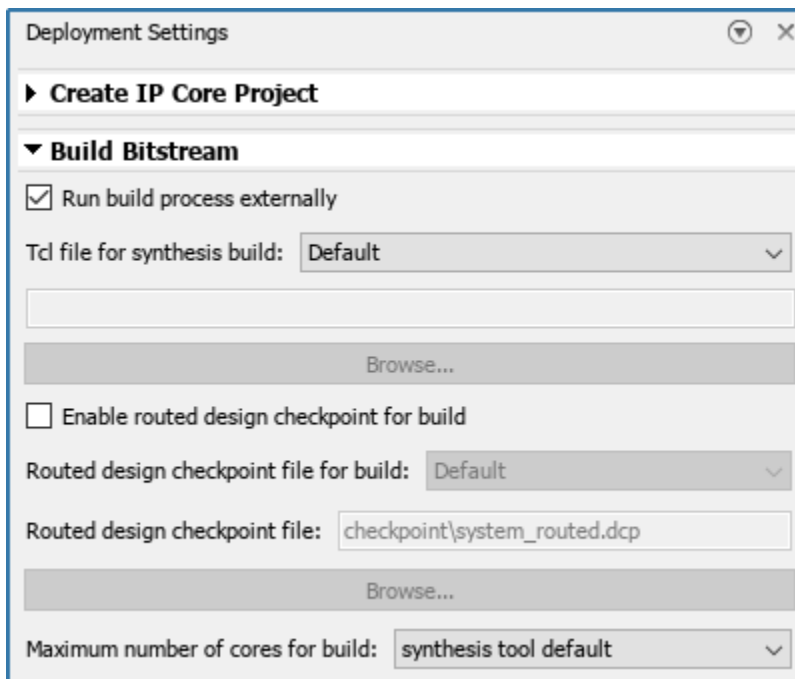 Deployment Settings
Create IP Core Project
Build Bitstream
Run build process externally
Tcl file for synthesis build: Default
Browse...
Enable routed design checkpoint for build
Routed design checkpoint file for build: Default
Routed design checkpoint file: checkpoint\system_routed.dcp
Browse...
Maximum number of cores for build: synthesis tool default